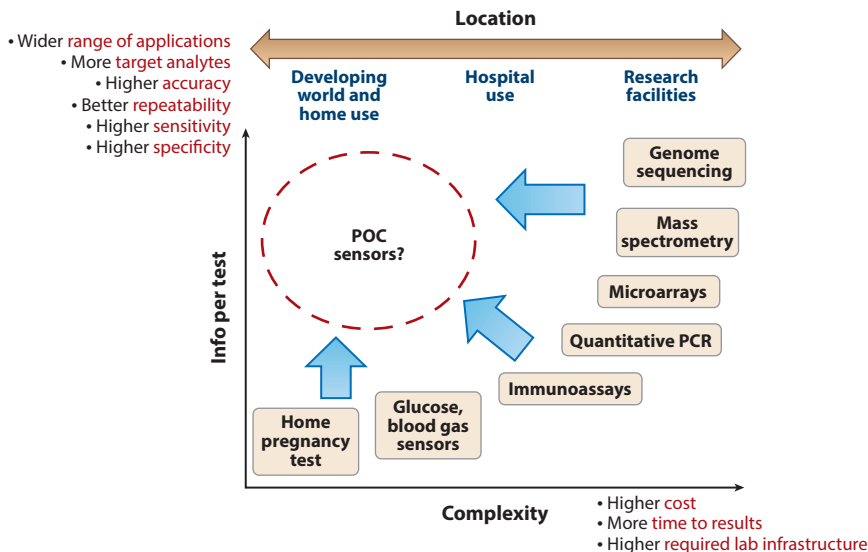 Location
• Wider range of applications
• More target analytes
• Higher accuracy
• Better repeatability
• Higher sensitivity
• Higher specificity
Developing
world and
home use
Hospital
use
Research
facilities
Info per test
POC
sensors?
Genome
sequencing
Mass
spectrometry
Microarrays
Quantitative PCR
Immunoassays
Glucose,
blood gas
sensors
Home
pregnancy
test
Complexity
• Higher cost
• More time to results
• Higher required lab infrastructure